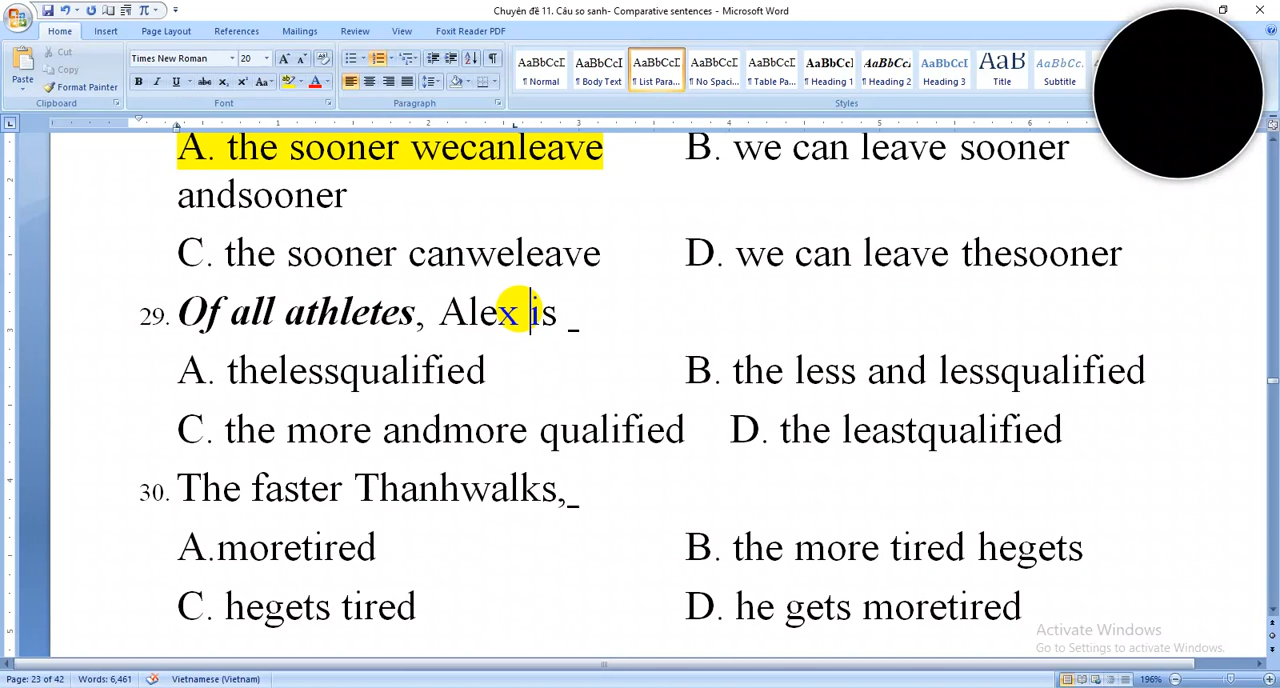 Chuyên đề 11. Câu so sanh- Comparative sentences - Microsoft Word
Home Insert Page Layout References Mailings Review View Foxit Reader PDF
Paste Cut Copy Format Painter
Times New Roman 20
AaBbCcI AaBbCcI AaBbCcI AaBbCcI AaBbCcI AaBbCcI AaBbCcI AaB AaBbCc.
¶ Normal ¶ Body Text ¶ List Para... ¶ No Spaci... ¶ Table Pa... ¶ Heading 1 ¶ Heading 2 Heading 3 Title Subtitle
Clipboard Font Paragraph Styles
A. the sooner wecanleave B. we can leave sooner
andsooner
C. the sooner canweleave D. we can leave thesooner
29. Of all athletes, Alex is _
A. thelessqualified B. the less and lessqualified
C. the more andmore qualified D. the leastqualified
30. The faster Thanhwalks,_
A.moretired B. the more tired hegets
C. hegets tired D. he gets moretired
Activate Windows
Go to Settings to activate Windows.
Page: 23 of 42 Words: 6,461 Vietnamese (Vietnam) 196%